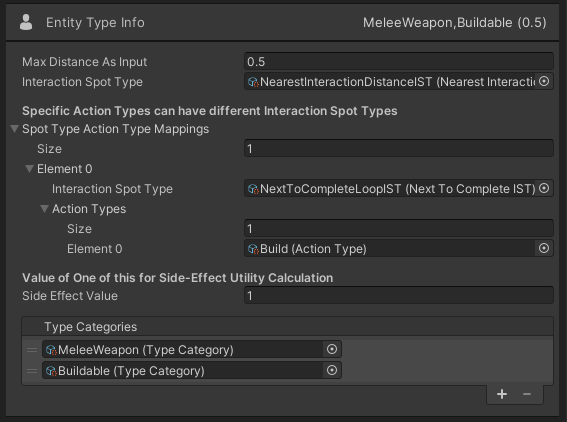 Entity Type Info MeleeWeapon,Buildable (0.5)
Max Distance As Input 0.5
Interaction Spot Type NearestInteractionDistanceIST (Nearest Interactio
Specific Action Types can have different Interaction Spot Types
Spot Type Action Type Mappings
Size 1
Element 0
Interaction Spot Type NextToCompleteLoopIST (Next To Complete IST)
Action Types
Size 1
Element 0 Build (Action Type)
Value of One of this for Side-Effect Utility Calculation
Side Effect Value 1
Type Categories
MeleeWeapon (Type Category)
Buildable (Type Category)
+ −